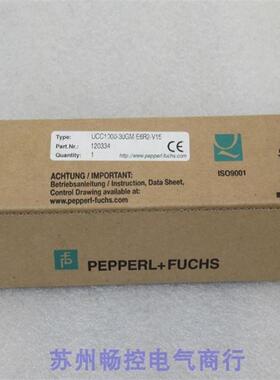 Type: UCC1000-30GM-E6R2-V15
Part.Nr.: 120334
Quantity: 1
CE
http://www.pepperl-fuchs.com
ISO9001
ACHTUNG / IMPORTANT:
Betriebsanleitung / Instruction, Data Sheet,
Control Drawing available at:
http://www.pepperl-fuchs.com
PEPPERL+FUCHS
苏州畅控电气商行